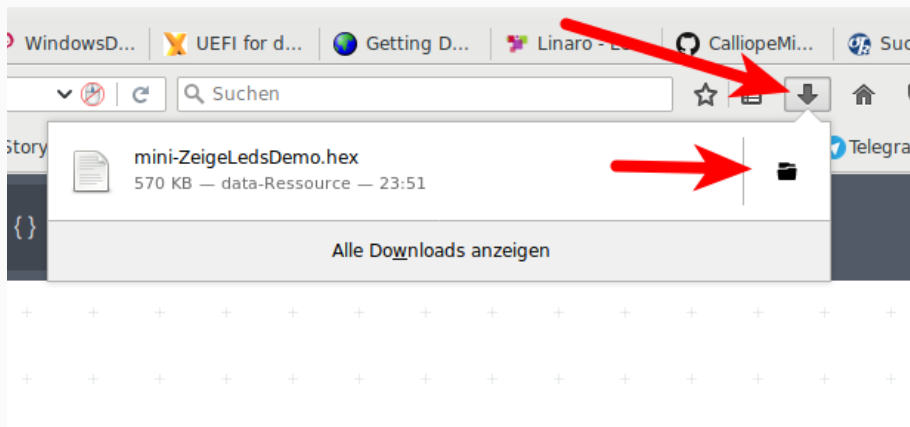 WindowsD... UEFI for d... Getting D... Linaro - CalliopeMi... Suc
Suchen
Story Telegra
mini-ZeigeLedsDemo.hex
570 KB — data-Ressource — 23:51
{}
Alle Downloads anzeigen